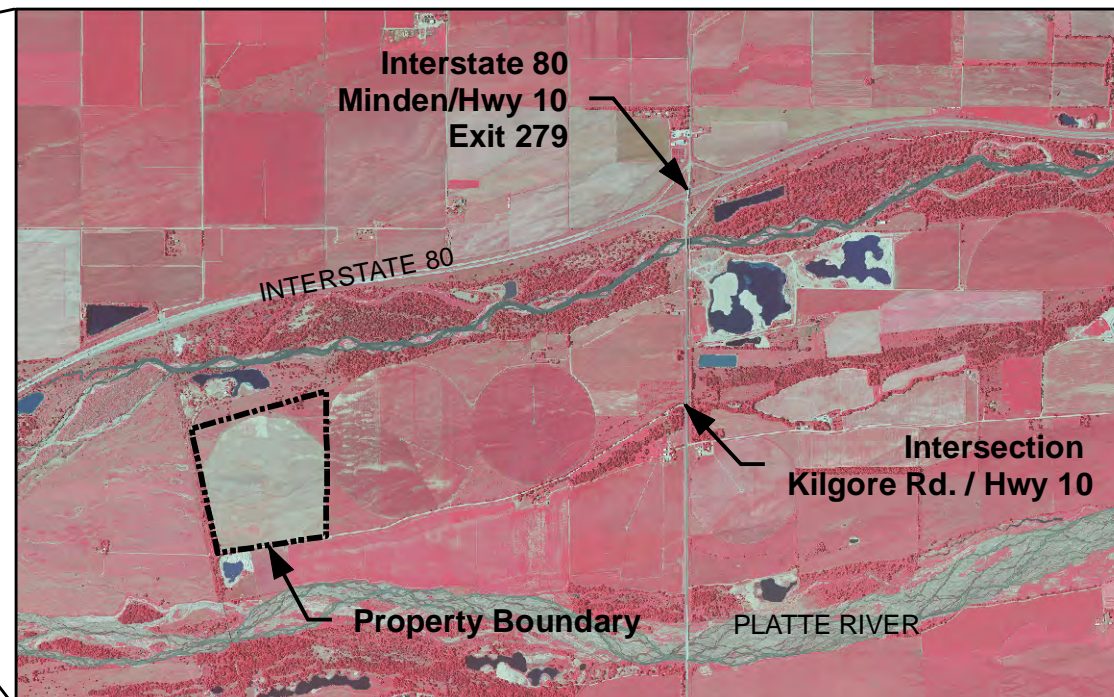 Interstate 80
Minden/Hwy 10
Exit 279
INTERSTATE 80
Intersection
Kilgore Rd. / Hwy 10
Property Boundary
PLATTE RIVER